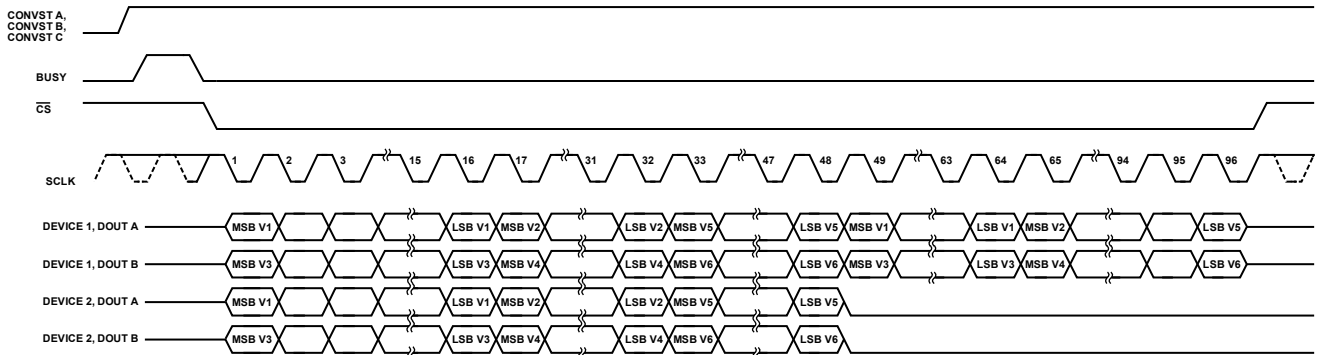 CONVST A,
CONVST B,
CONVST C
BUSY
CS
SCLK
1 2 3 15 16 17 31 32 33 47 48 49 63 64 65 94 95 96
DEVICE 1, DOUT A MSB V1 LSB V1 MSB V2 LSB V2 MSB V5 LSB V5 MSB V1 LSB V1 MSB V2 LSB V5
DEVICE 1, DOUT B MSB V3 LSB V3 MSB V4 LSB V4 MSB V6 LSB V6 MSB V3 LSB V3 MSB V4 LSB V6
DEVICE 2, DOUT A MSB V1 LSB V1 MSB V2 LSB V2 MSB V5 LSB V5
DEVICE 2, DOUT B MSB V3 LSB V3 MSB V4 LSB V4 MSB V6 LSB V6